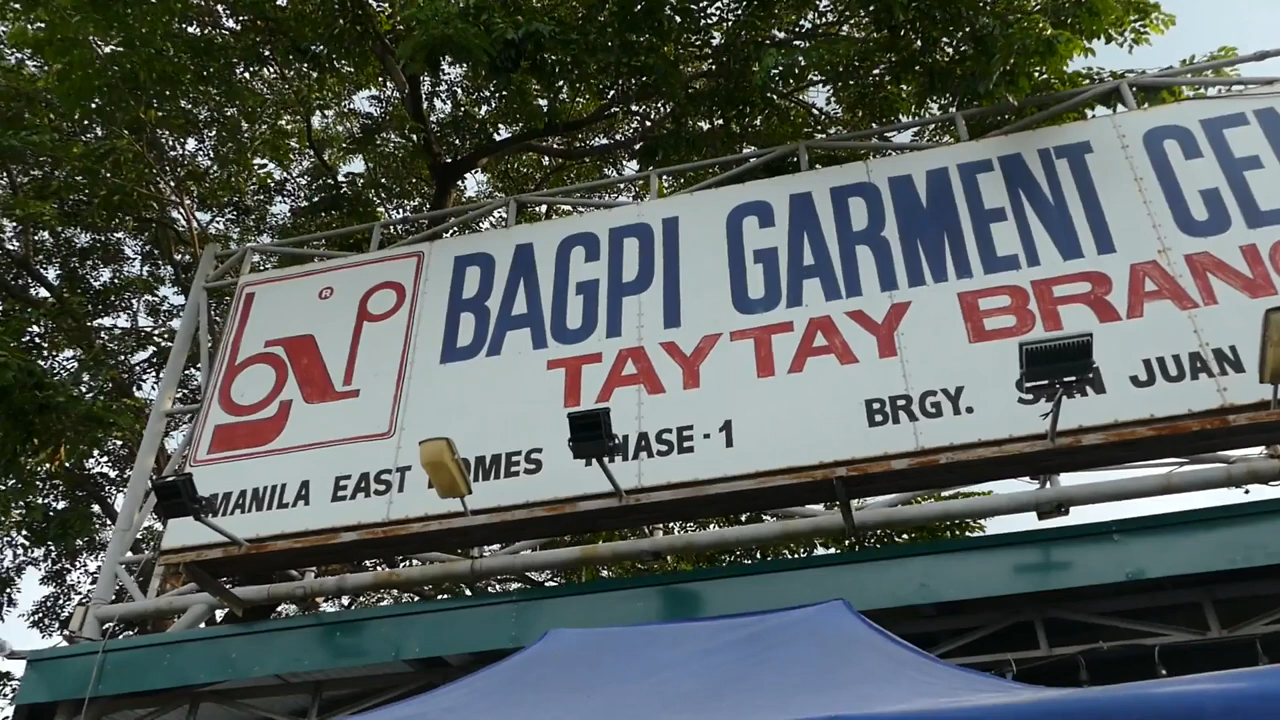 BAGPI GARMENT CEN
TAYTAY BRANC
MANILA EAST HOMES PHASE-1 BRGY. SAN JUAN
®